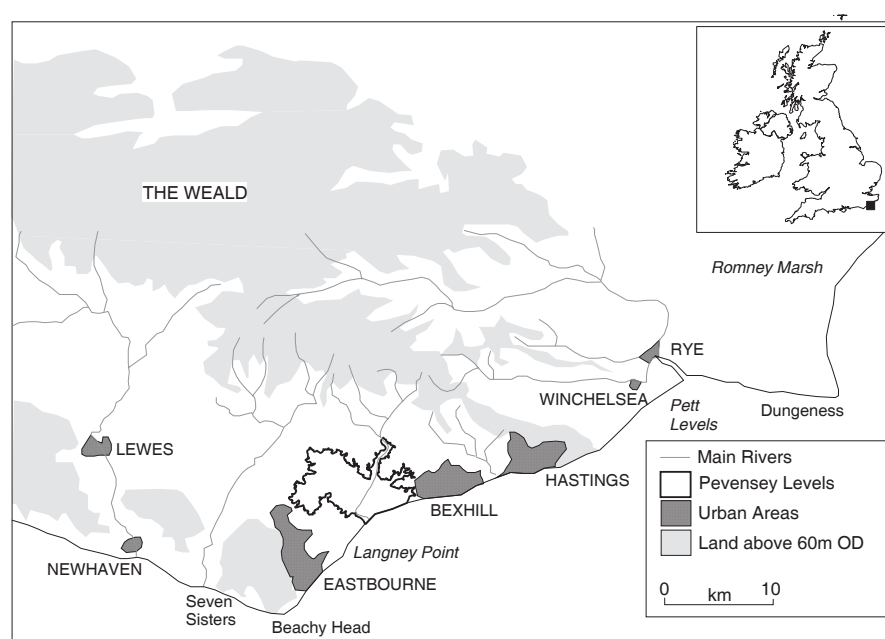 THE WEALD
Romney Marsh
RYE
WINCHELSEA
Pett
Levels
Dungeness
LEWES
HASTINGS
BEXHILL
Langney Point
NEWHAVEN
EASTBOURNE
Seven
Sisters
Beachy Head
Main Rivers
Pevensey Levels
Urban Areas
Land above 60m OD
0 km 10